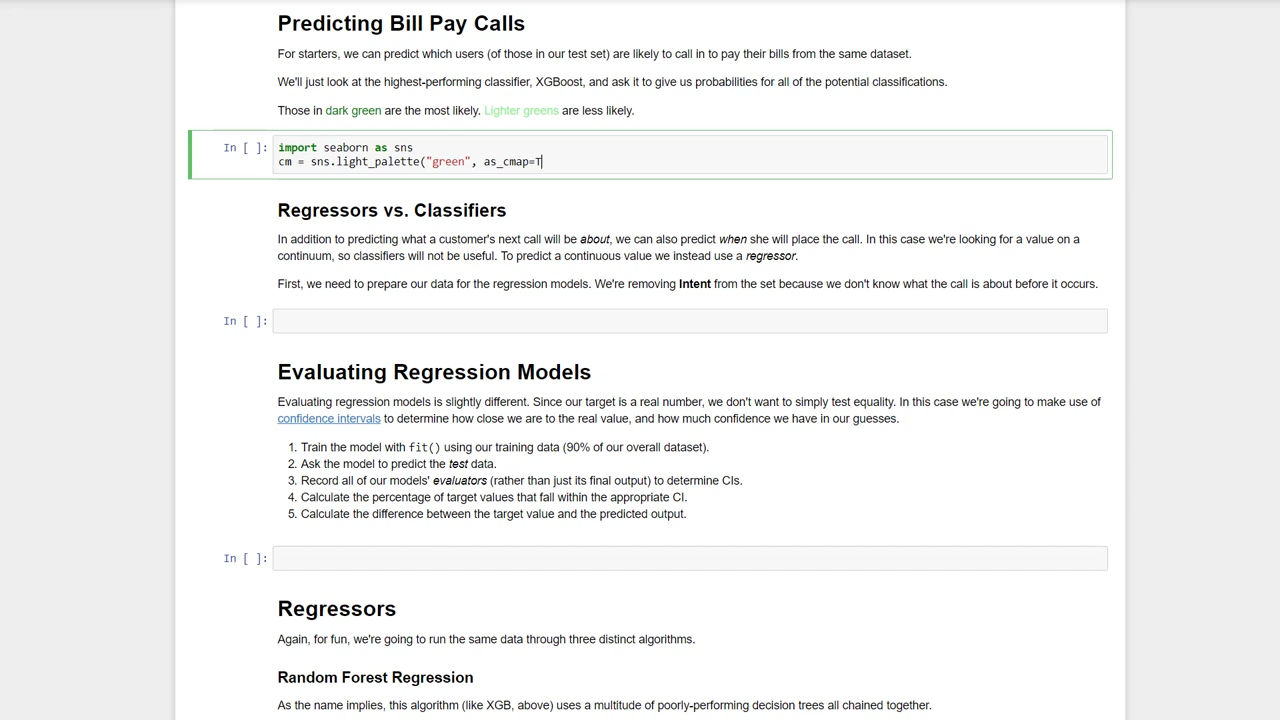 Predicting Bill Pay Calls
For starters, we can predict which users (of those in our test set) are likely to call in to pay their bills from the same dataset.
We'll just look at the highest-performing classifier, XGBoost, and ask it to give us probabilities for all of the potential classifications.
Those in dark green are the most likely. Lighter greens are less likely.
In [ ]: import seaborn as sns
cm = sns.light_palette("green", as_cmap=T
Regressors vs. Classifiers
In addition to predicting what a customer's next call will be about, we can also predict when she will place the call. In this case we're looking for a value on a
continuum, so classifiers will not be useful. To predict a continuous value we instead use a regressor.
First, we need to prepare our data for the regression models. We're removing Intent from the set because we don't know what the call is about before it occurs.
In [ ]:
Evaluating Regression Models
Evaluating regression models is slightly different. Since our target is a real number, we don't want to simply test equality. In this case we're going to make use of
confidence intervals to determine how close we are to the real value, and how much confidence we have in our guesses.
1. Train the model with fit() using our training data (90% of our overall dataset).
2. Ask the model to predict the test data.
3. Record all of our models' evaluators (rather than just its final output) to determine CIs.
4. Calculate the percentage of target values that fall within the appropriate CI.
5. Calculate the difference between the target value and the predicted output.
In [ ]:
Regressors
Again, for fun, we're going to run the same data through three distinct algorithms.
Random Forest Regression
As the name implies, this algorithm (like XGB, above) uses a multitude of poorly-performing decision trees all chained together.